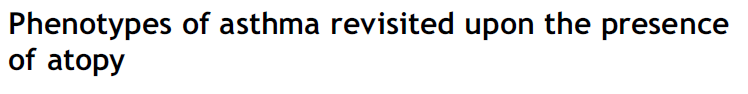 Phenotypes of asthma revisited upon the presence
of atopy